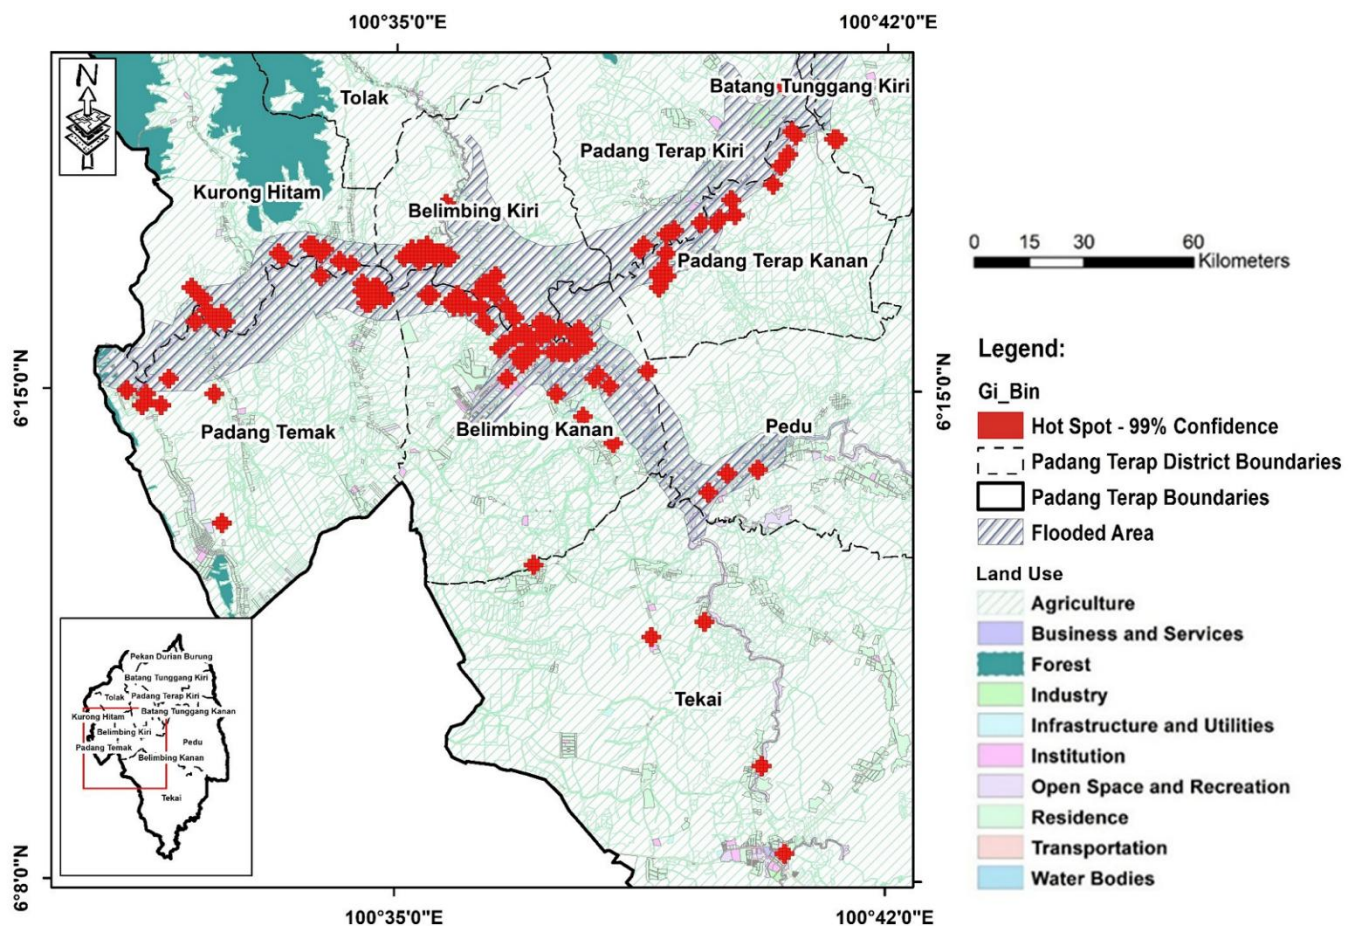 100°35'0"E
100°42'0"E
N
Batang Tunggang Kiri
Tolak
Padang Terap Kiri
Kurong Hitam
Belimbing Kiri
Padang Terap Kanan
6°15'0"N
6°15'0"N
Padang Temak
Belimbing Kanan
Pedu
Tekai
6°8'0"N
6°8'0"N
100°35'0"E
100°42'0"E
Pekan Durian Burung
Batang Tunggang Kiri
Tolak
Padang Terap Kiri
Kurong Hitam
Batang Tunggang Kanan
Belimbing Kiri
Padang Temak
Pedu
Belimbing Kanan
Tekai
0 15 30 60
Kilometers
Legend:
Gi_Bin
Hot Spot - 99% Confidence
Padang Terap District Boundaries
Padang Terap Boundaries
Flooded Area
Land Use
Agriculture
Business and Services
Forest
Industry
Infrastructure and Utilities
Institution
Open Space and Recreation
Residence
Transportation
Water Bodies